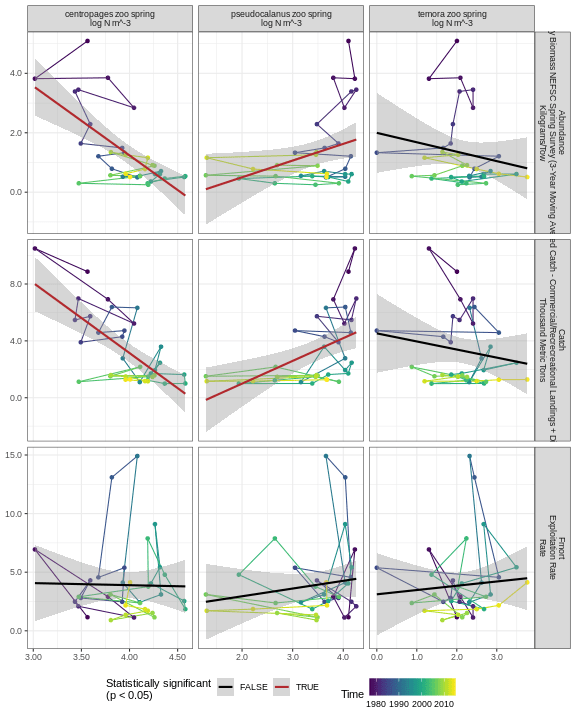 centropages zoo spring
log N m^-3
pseudocalanus zoo spring
log N m^-3
temora zoo spring
log N m^-3
4.0
2.0
0.0
Abundance
y Biomass NEFSC Spring Survey (3-Year Moving Ave
Kilograms/tow
8.0
4.0
0.0
Catch
ed Catch - Commercial/Recreational Landings + D
Thousand Metric Tons
15.0
10.0
5.0
0.0
Fmort
Exploitation Rate
Rate
3.00 3.50 4.00 4.50
2.0 3.0 4.0
0.0 1.0 2.0 3.0
Statistically significant
(p < 0.05)
FALSE
TRUE
Time
1980 1990 2000 2010